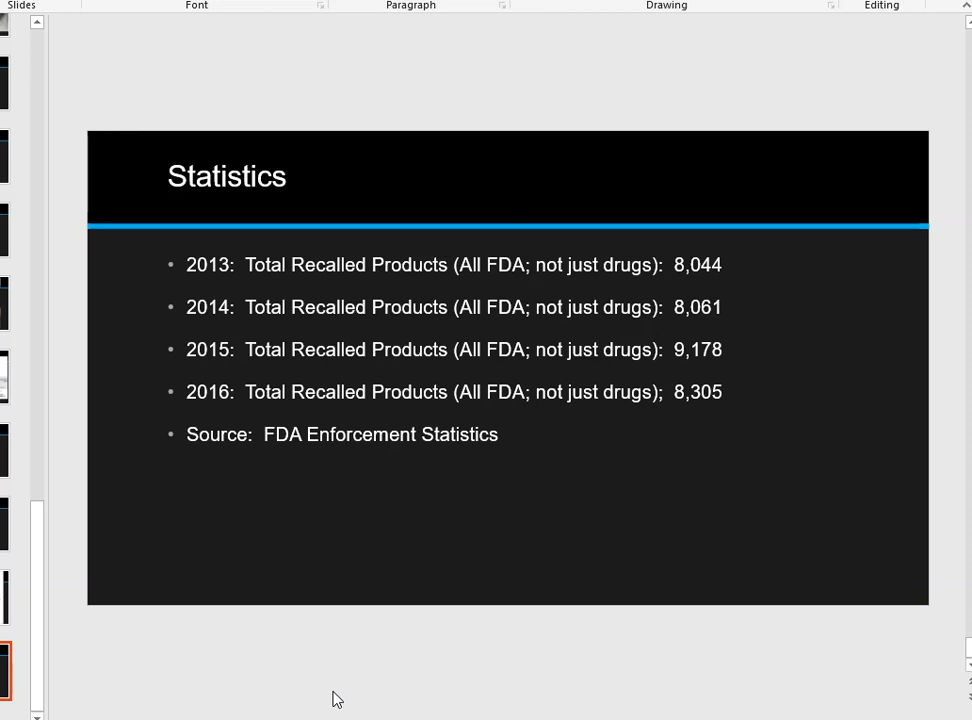 Slides Font Paragraph Drawing Editing
Statistics
• 2013: Total Recalled Products (All FDA; not just drugs): 8,044
• 2014: Total Recalled Products (All FDA; not just drugs): 8,061
• 2015: Total Recalled Products (All FDA; not just drugs): 9,178
• 2016: Total Recalled Products (All FDA; not just drugs); 8,305
• Source: FDA Enforcement Statistics